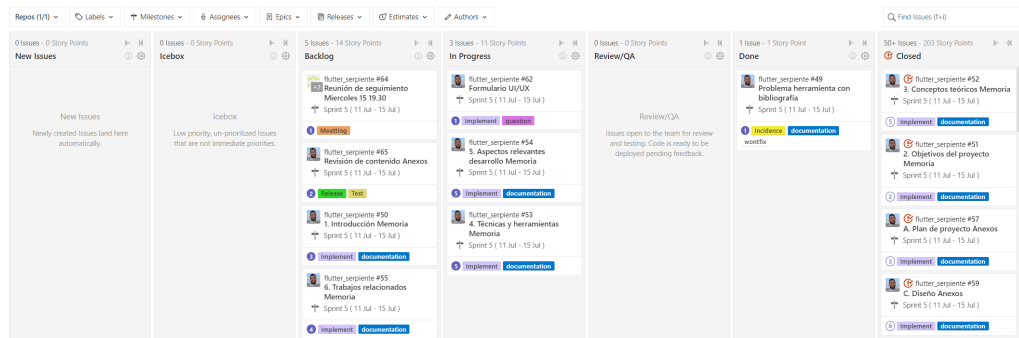 Repos (1/1)
Labels
Milestones
Assignees
Epics
Releases
Estimates
Authors
Find Issues (f+i)
0 Issues - 0 Story Points
New Issues
New Issues
Newly created Issues land here
automatically.
0 Issues - 0 Story Points
Icebox
Icebox
Low priority, un-prioritized Issues
that are not immediate priorities.
5 Issues - 14 Story Points
Backlog
+2
flutter_serpiente #64
Reunión de seguimiento
Miercoles 15 19.30
Sprint 5 ( 11 Jul - 15 Jul )
1 Meetting
flutter_serpiente #65
Revisión de contenido Anexos
Sprint 5 ( 11 Jul - 15 Jul )
2 Release Test
flutter_serpiente #50
1. Introducción Memoria
Sprint 5 ( 11 Jul - 15 Jul )
3 Implement documentation
flutter_serpiente #55
6. Trabajos relacionados
Memoria
Sprint 5 ( 11 Jul - 15 Jul )
4 Implement documentation
3 Issues - 11 Story Points
In Progress
flutter_serpiente #62
Formulario UI/UX
Sprint 5 ( 11 Jul - 15 Jul )
1 Implement question
flutter_serpiente #54
5. Aspectos relevantes
desarrollo Memoria
Sprint 5 ( 11 Jul - 15 Jul )
5 Implement documentation
flutter_serpiente #53
4. Técnicas y herramientas
Memoria
Sprint 5 ( 11 Jul - 15 Jul )
5 Implement documentation
0 Issues - 0 Story Points
Review/QA
Review/QA
Issues open to the team for review
and testing. Code is ready to be
deployed pending feedback.
1 Issue - 1 Story Point
Done
flutter_serpiente #49
Problema herramienta con
bibliografía
Sprint 5 ( 11 Jul - 15 Jul )
1 Incidence documentation
wontfix
50+ Issues - 203 Story Points
Closed
flutter_serpiente #52
3. Conceptos teóricos Memoria
Sprint 5 ( 11 Jul - 15 Jul )
5 Implement documentation
flutter_serpiente #51
2. Objetivos del proyecto
Memoria
Sprint 5 ( 11 Jul - 15 Jul )
2 Implement documentation
flutter_serpiente #57
A. Plan de proyecto Anexos
Sprint 5 ( 11 Jul - 15 Jul )
3 Implement documentation
flutter_serpiente #59
C. Diseño Anexos
Sprint 5 ( 11 Jul - 15 Jul )
6 Implement documentation